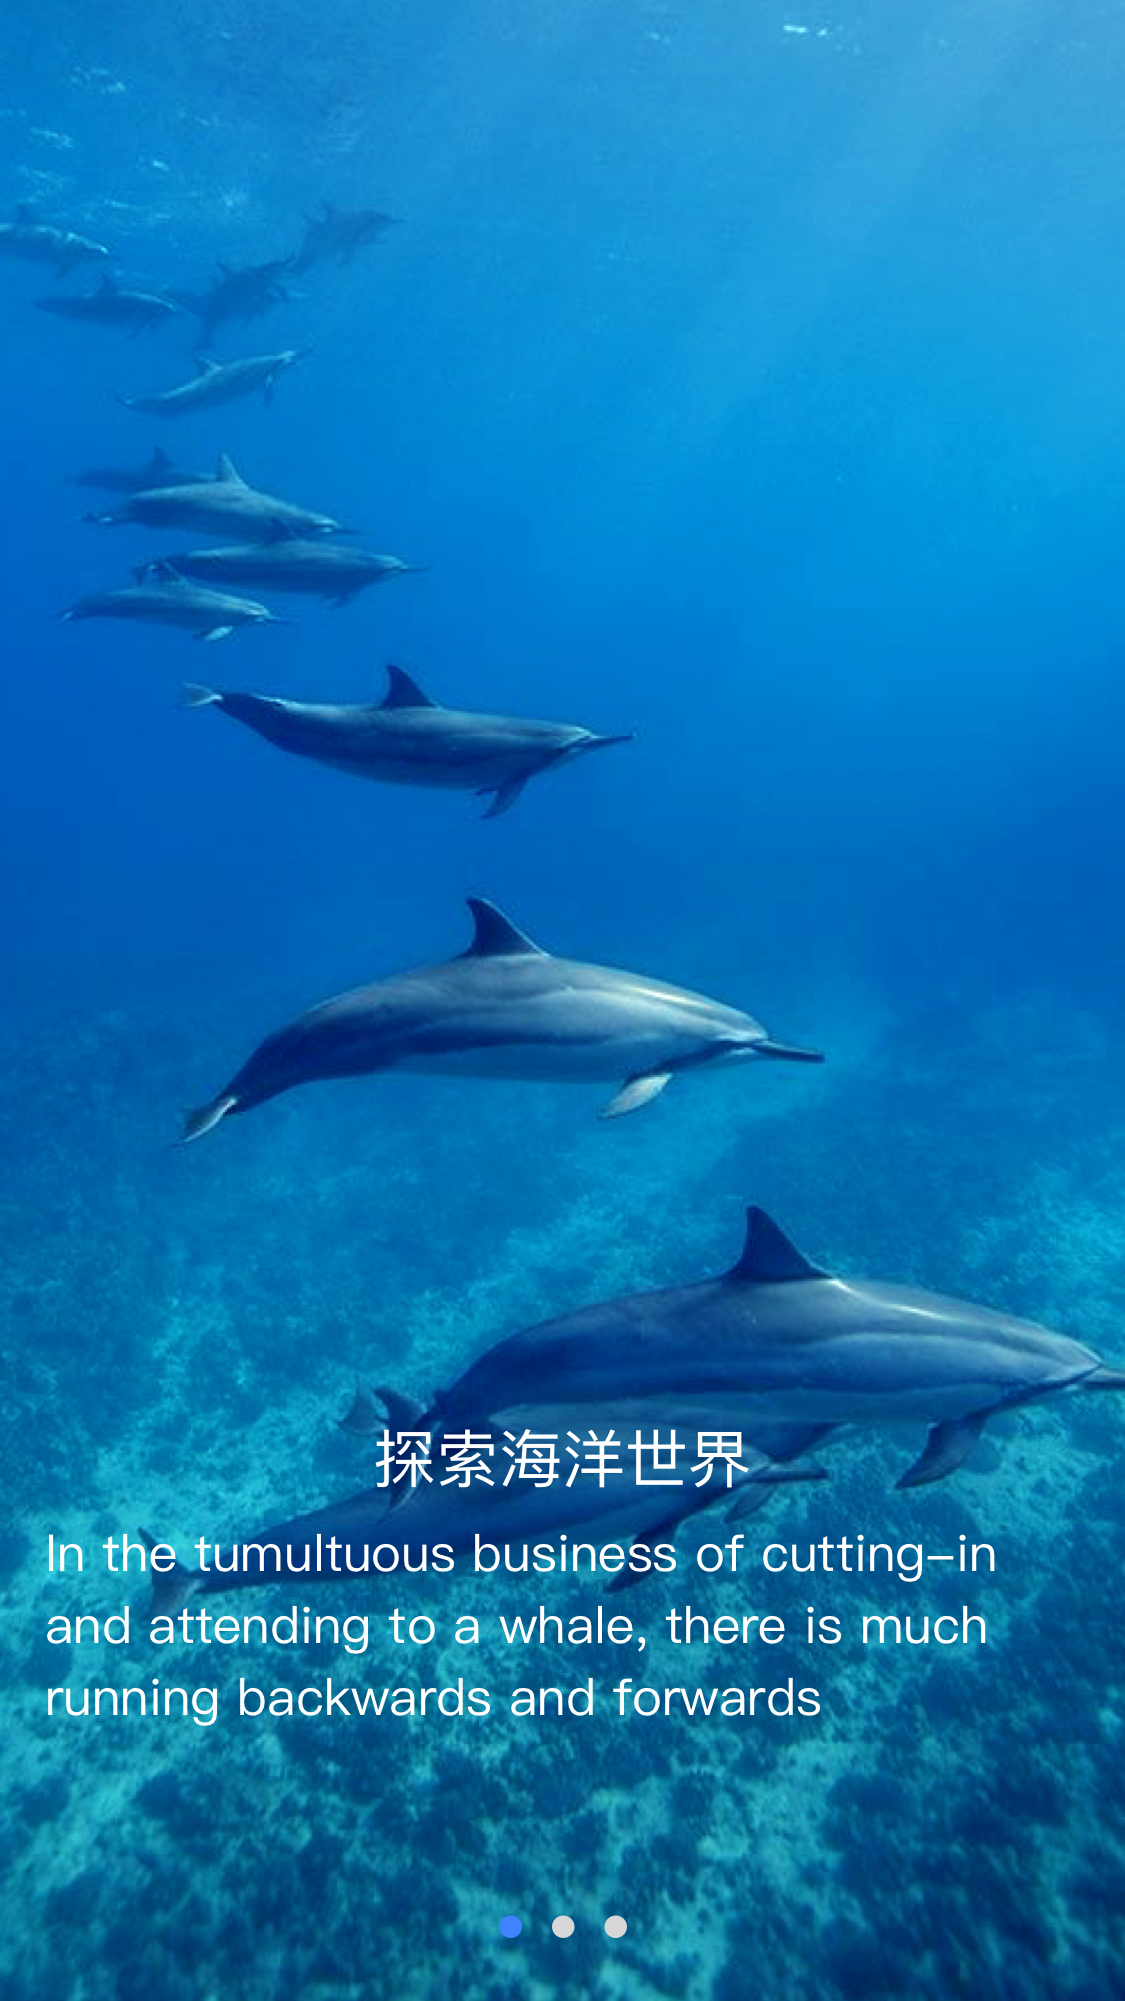 探索海洋世界
In the tumultuous business of cutting-in
and attending to a whale, there is much
running backwards and forwards